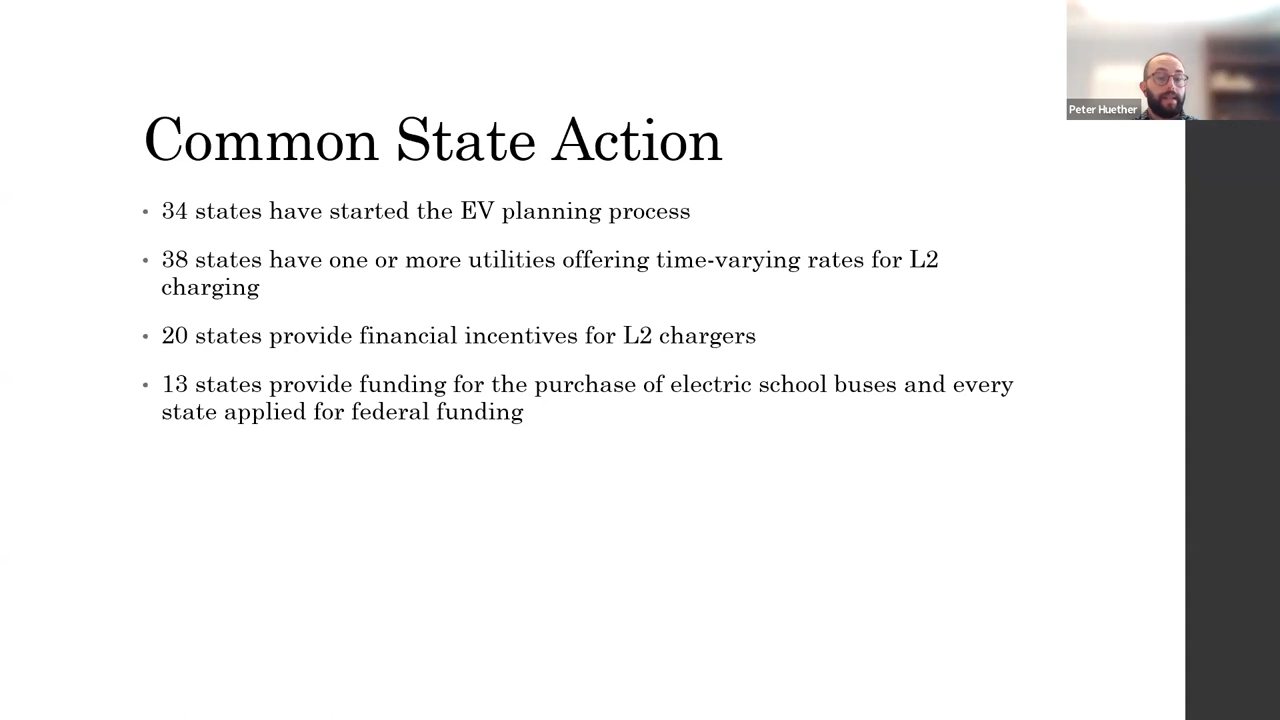 Peter Huether
Common State Action
• 34 states have started the EV planning process
• 38 states have one or more utilities offering time-varying rates for L2
charging
• 20 states provide financial incentives for L2 chargers
• 13 states provide funding for the purchase of electric school buses and every
state applied for federal funding